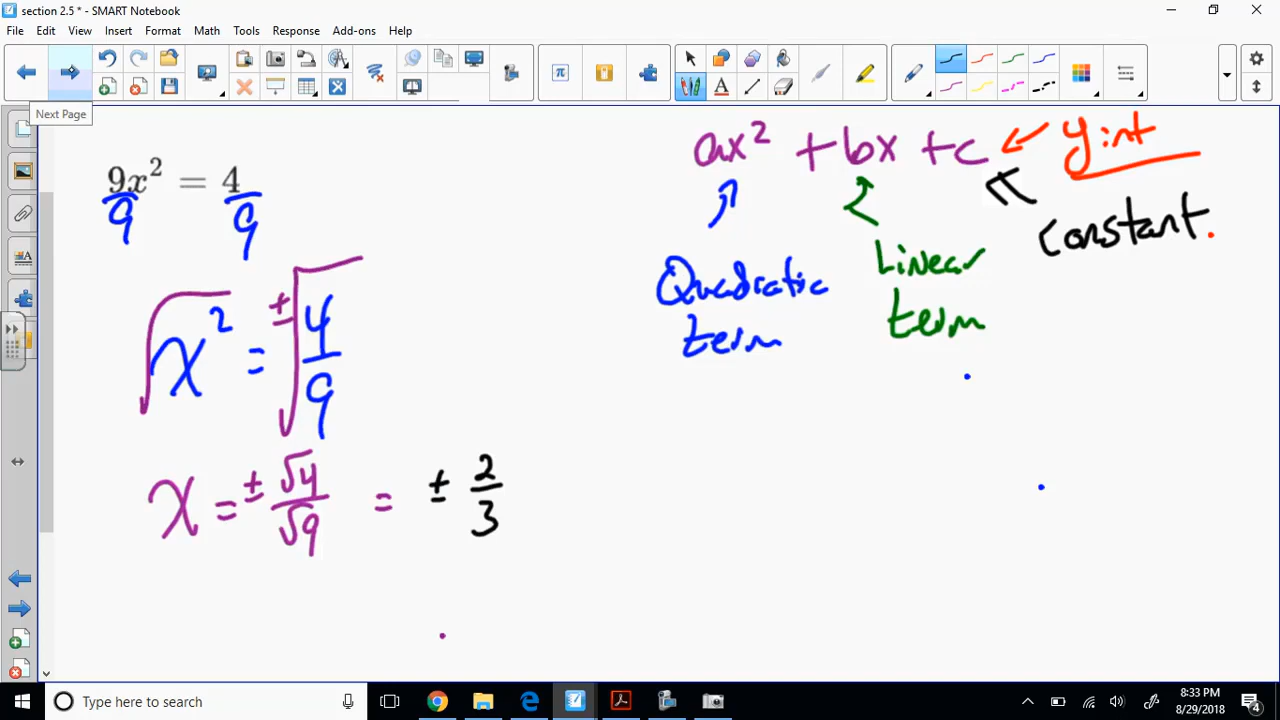 section 2.5 * - SMART Notebook
File Edit View Insert Format Math Tools Response Add-ons Help
Next Page
9x² = 4
9 9
√x² = ±√4/9
x = ±√4/√9 = ± 2/3
ax² + bx + c
y int
constant.
Quadratic
term
Linear
term
Type here to search
8:33 PM
8/29/2018
4